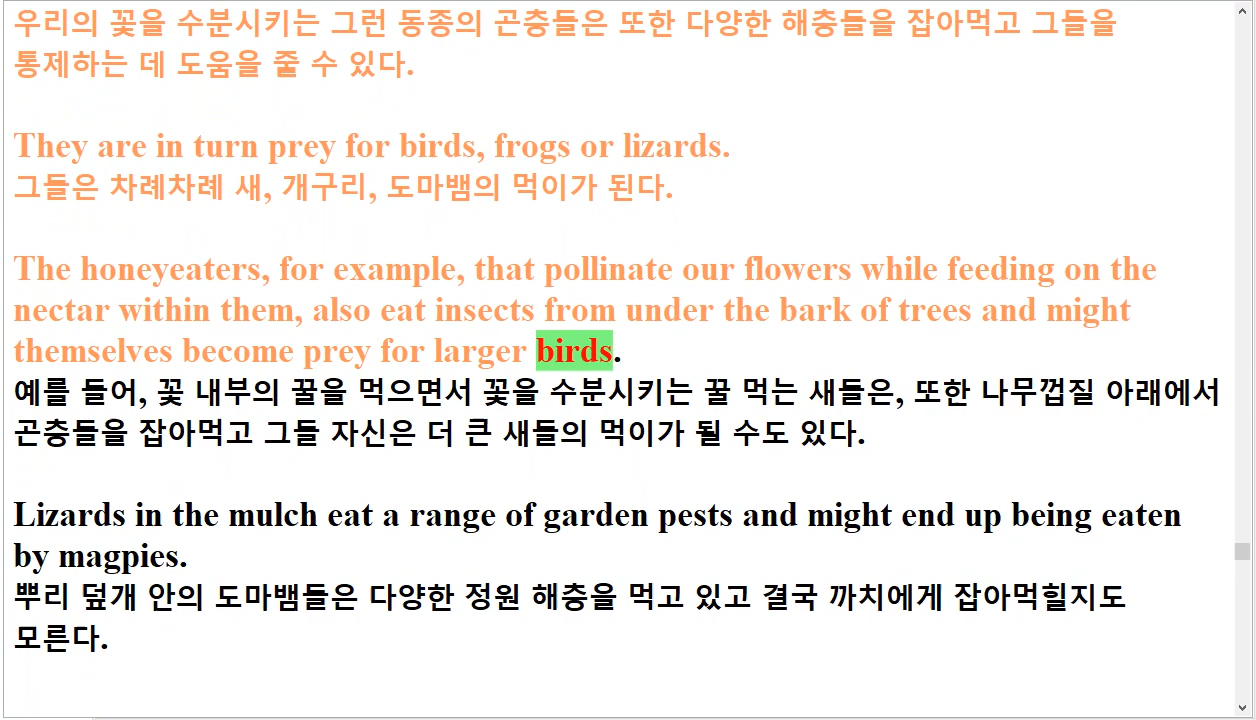 우리의 꽃을 수분시키는 그런 동종의 곤충들은 또한 다양한 해충들을 잡아먹고 그들을
통제하는 데 도움을 줄 수 있다.
They are in turn prey for birds, frogs or lizards.
그들은 차례차례 새, 개구리, 도마뱀의 먹이가 된다.
The honeyeaters, for example, that pollinate our flowers while feeding on the
nectar within them, also eat insects from under the bark of trees and might
themselves become prey for larger birds.
예를 들어, 꽃 내부의 꿀을 먹으면서 꽃을 수분시키는 꿀 먹는 새들은, 또한 나무껍질 아래에서
곤충들을 잡아먹고 그들 자신은 더 큰 새들의 먹이가 될 수도 있다.
Lizards in the mulch eat a range of garden pests and might end up being eaten
by magpies.
뿌리 덮개 안의 도마뱀들은 다양한 정원 해충을 먹고 있고 결국 까치에게 잡아먹힐지도
모른다.